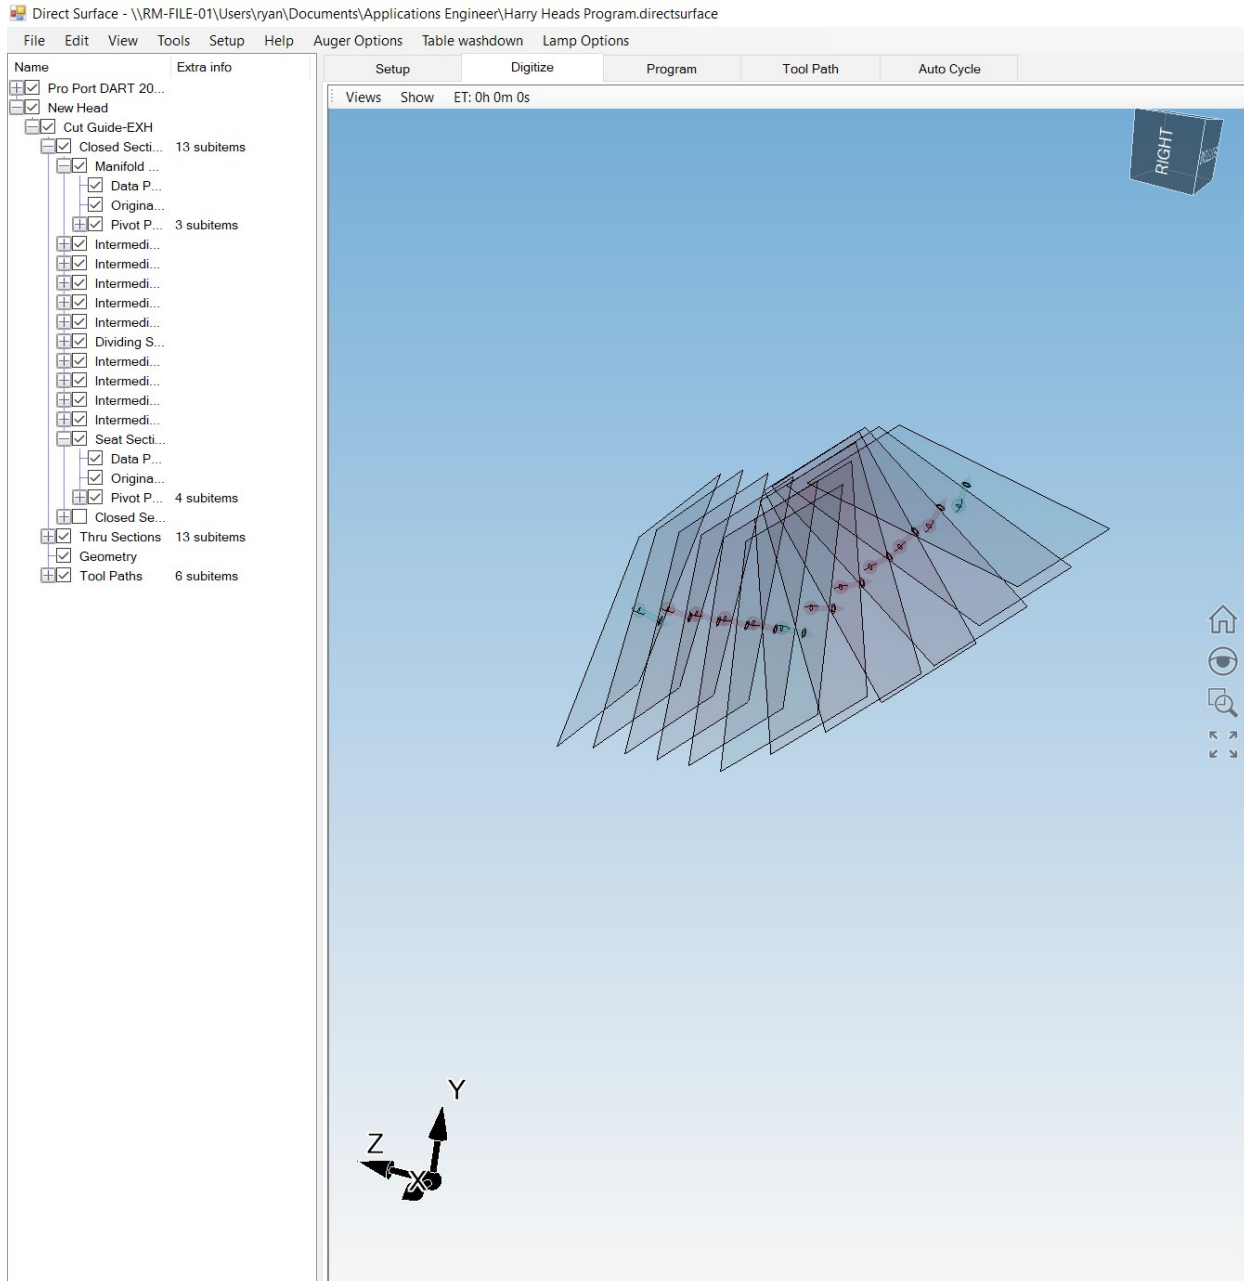 Direct Surface - \\RM-FILE-01\Users\ryan\Documents\Applications Engineer\Harry Heads Program.directsurface
File Edit View Tools Setup Help Auger Options Table washdown Lamp Options
Name Extra info
Setup Digitize Program Tool Path Auto Cycle
Views Show ET: 0h 0m 0s
Pro Port DART 20...
New Head
Cut Guide-EXH
Closed Secti... 13 subitems
Manifold ...
Data P...
Origina...
Pivot P... 3 subitems
Intermedi...
Intermedi...
Intermedi...
Intermedi...
Intermedi...
Dividing S...
Intermedi...
Intermedi...
Intermedi...
Intermedi...
Seat Secti...
Data P...
Origina...
Pivot P... 4 subitems
Closed Se...
Thru Sections 13 subitems
Geometry
Tool Paths 6 subitems
RIGHT
Y
Z
X